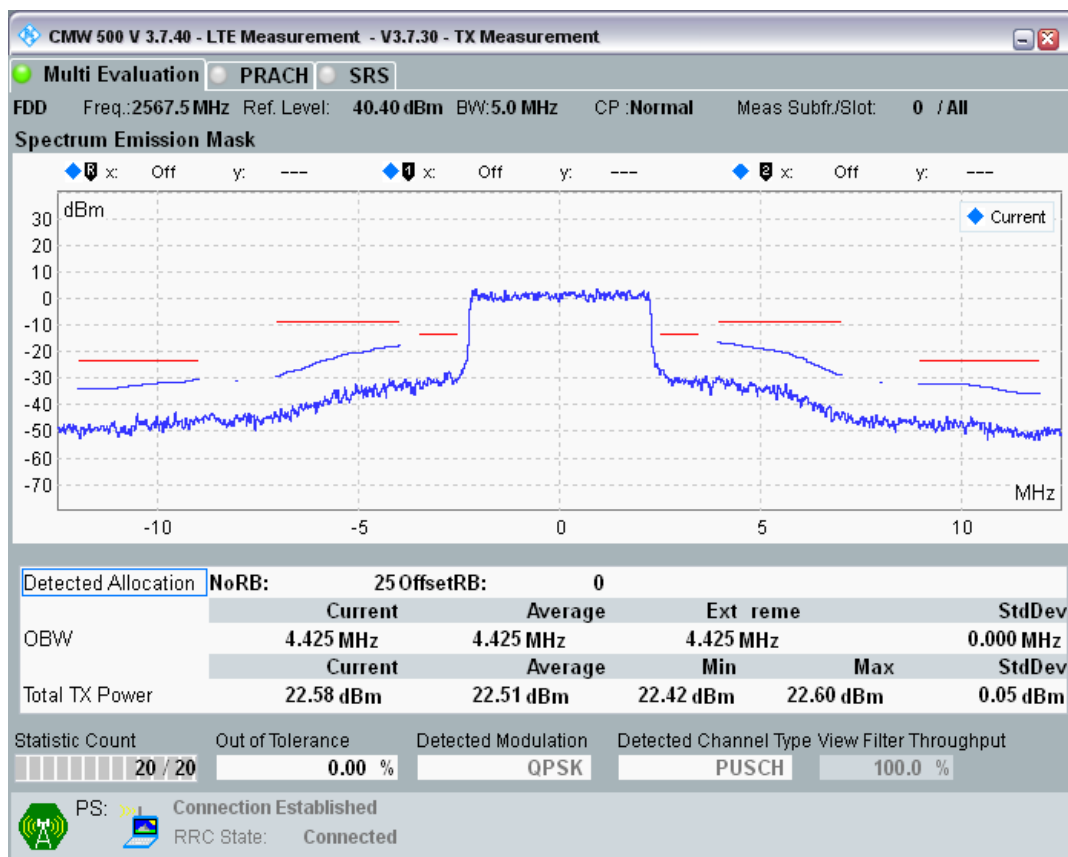 CMW 500 V 3.7.40 - LTE Measurement - V3.7.30 - TX Measurement
Multi Evaluation PRACH SRS
FDD Freq.:2567.5 MHz Ref. Level: 40.40 dBm BW:5.0 MHz CP :Normal Meas Subfr./Slot: 0 / All
Spectrum Emission Mask
R x: Off y: --- 1 x: Off y: --- 2 x: Off y: ---
dBm
Current
30
20
10
0
-10
-20
-30
-40
-50
-60
-70
MHz
-10 -5 0 5 10
Detected Allocation NoRB: 25 OffsetRB: 0
Current Average Ext reme StdDev
OBW 4.425 MHz 4.425 MHz 4.425 MHz 0.000 MHz
Current Average Min Max StdDev
Total TX Power 22.58 dBm 22.51 dBm 22.42 dBm 22.60 dBm 0.05 dBm
Statistic Count Out of Tolerance Detected Modulation Detected Channel Type View Filter Throughput
20 / 20 0.00 % QPSK PUSCH 100.0 %
PS: Connection Established
RRC State: Connected